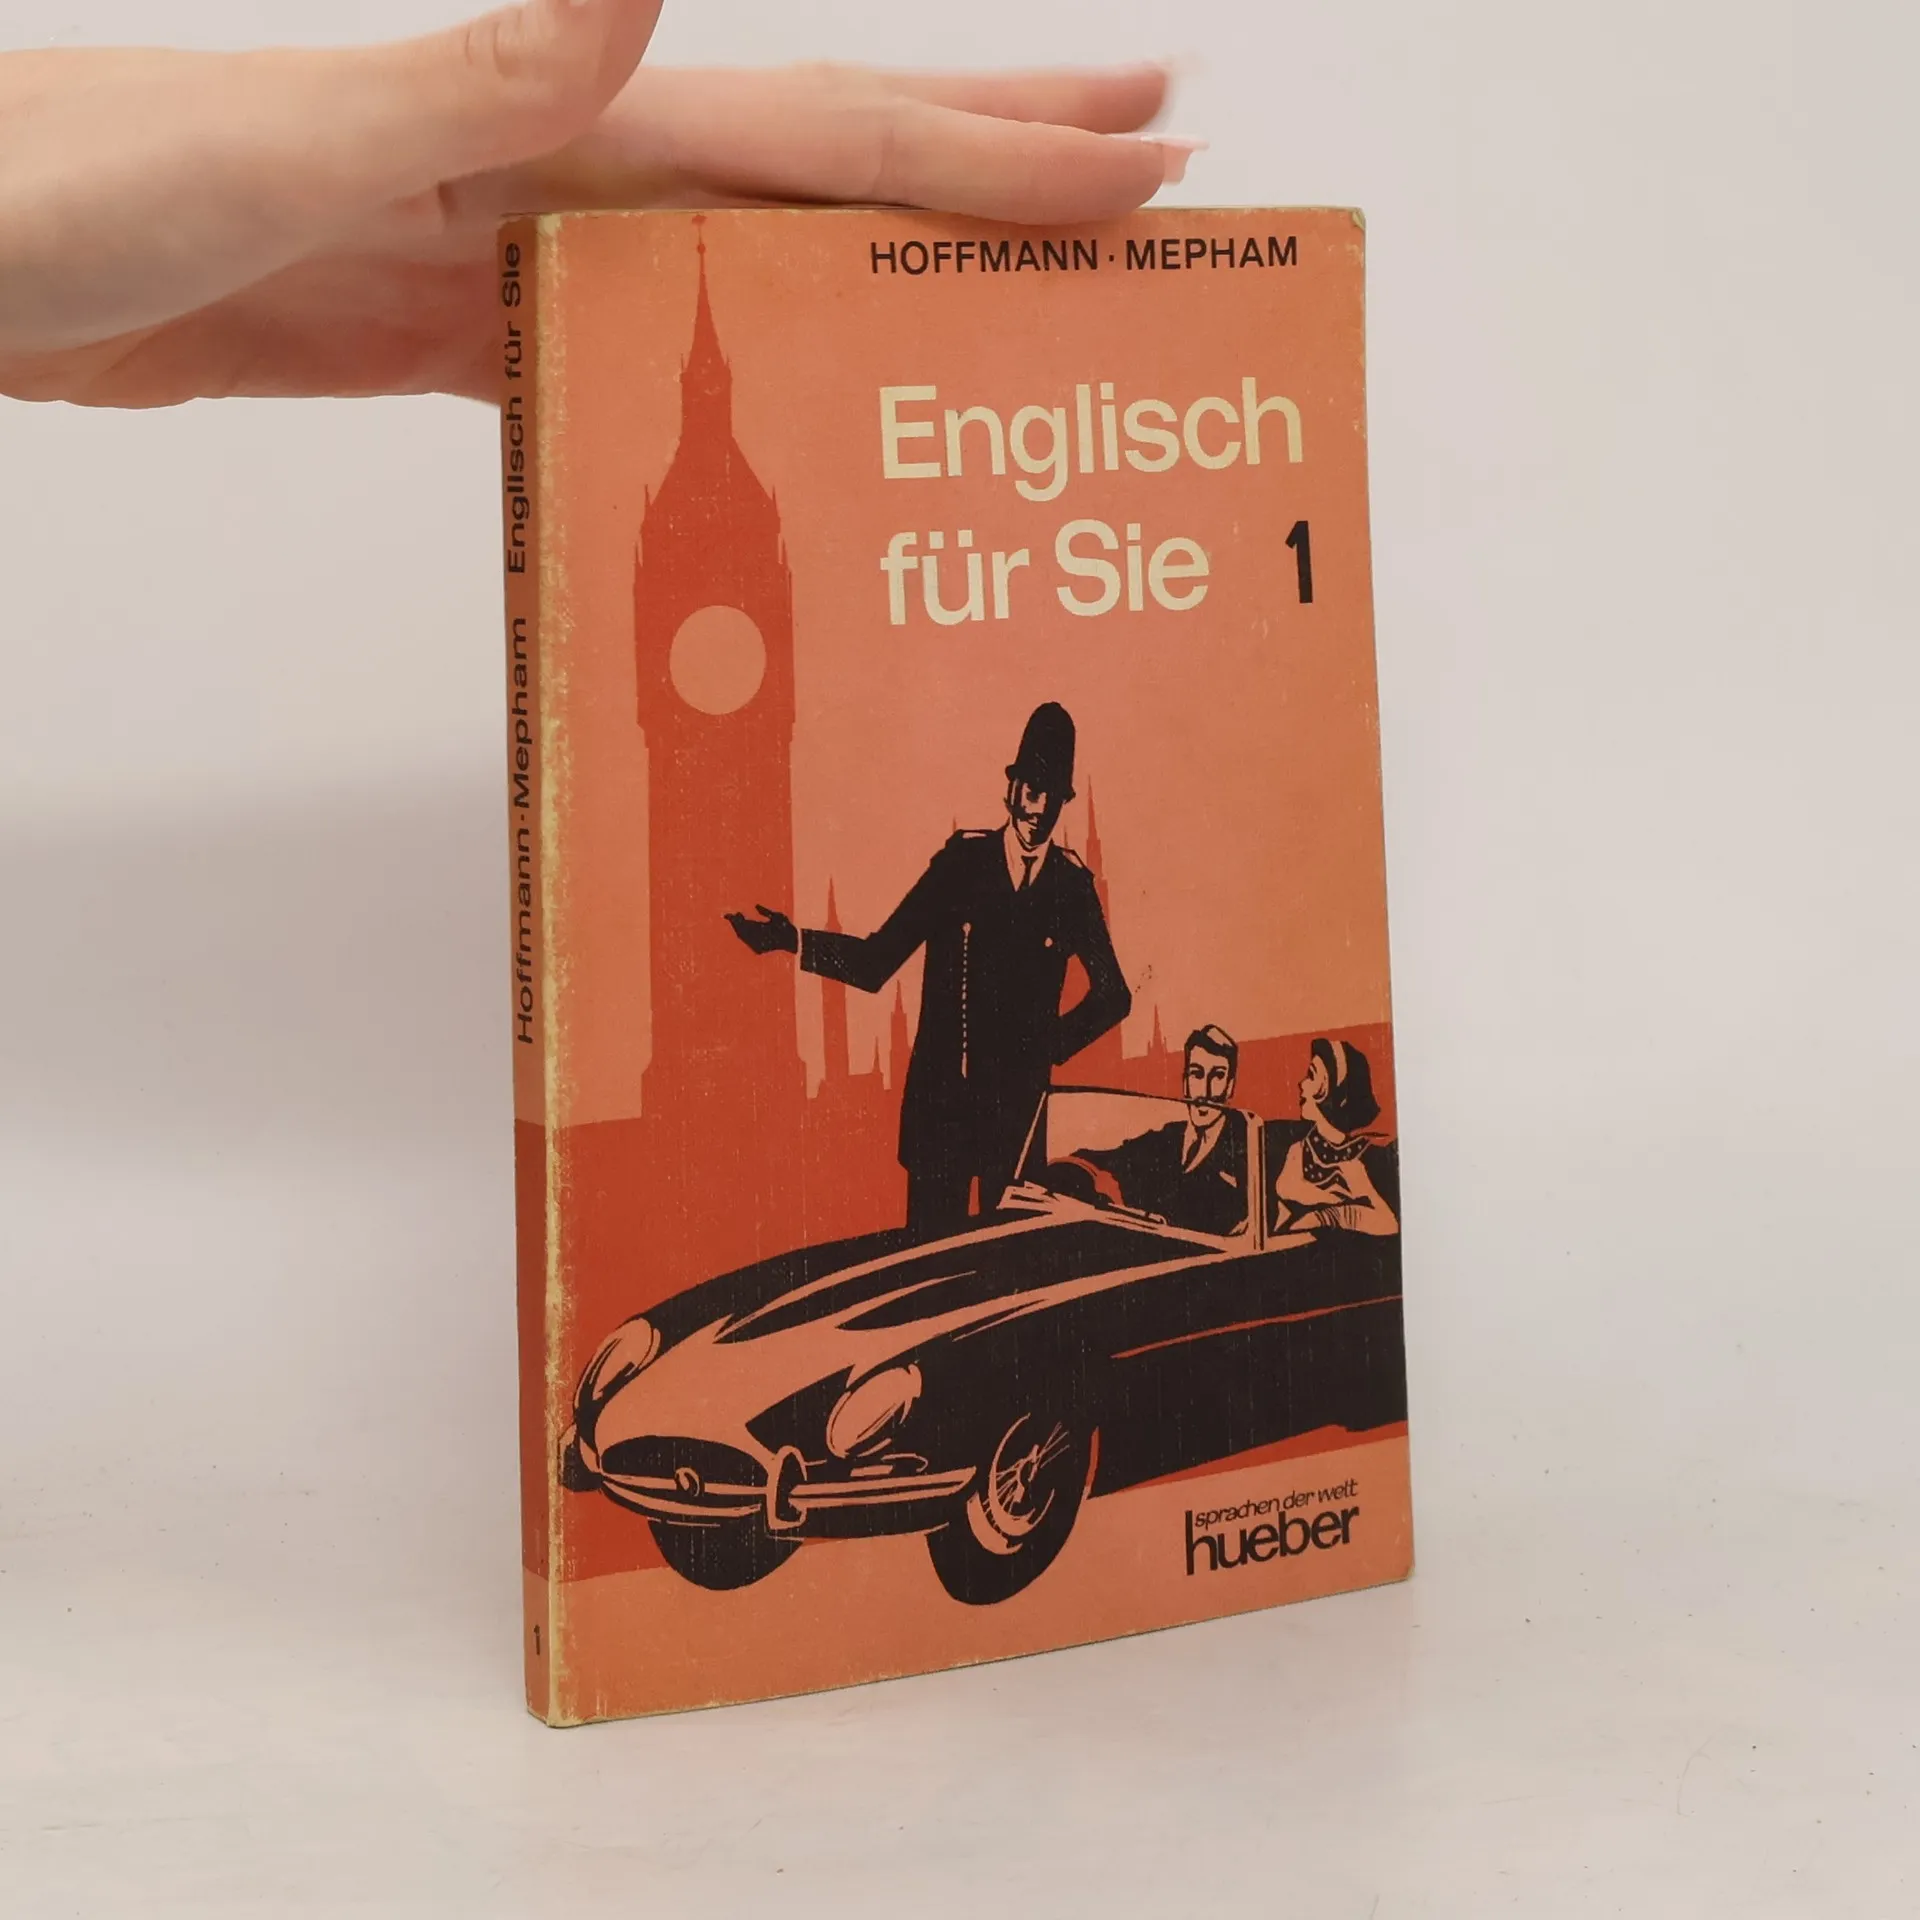 HOFFMANN · MEPHAM
Englisch
für Sie 1
sprachen der welt
hueber
Hoffmann·Mepham Englisch für Sie
1